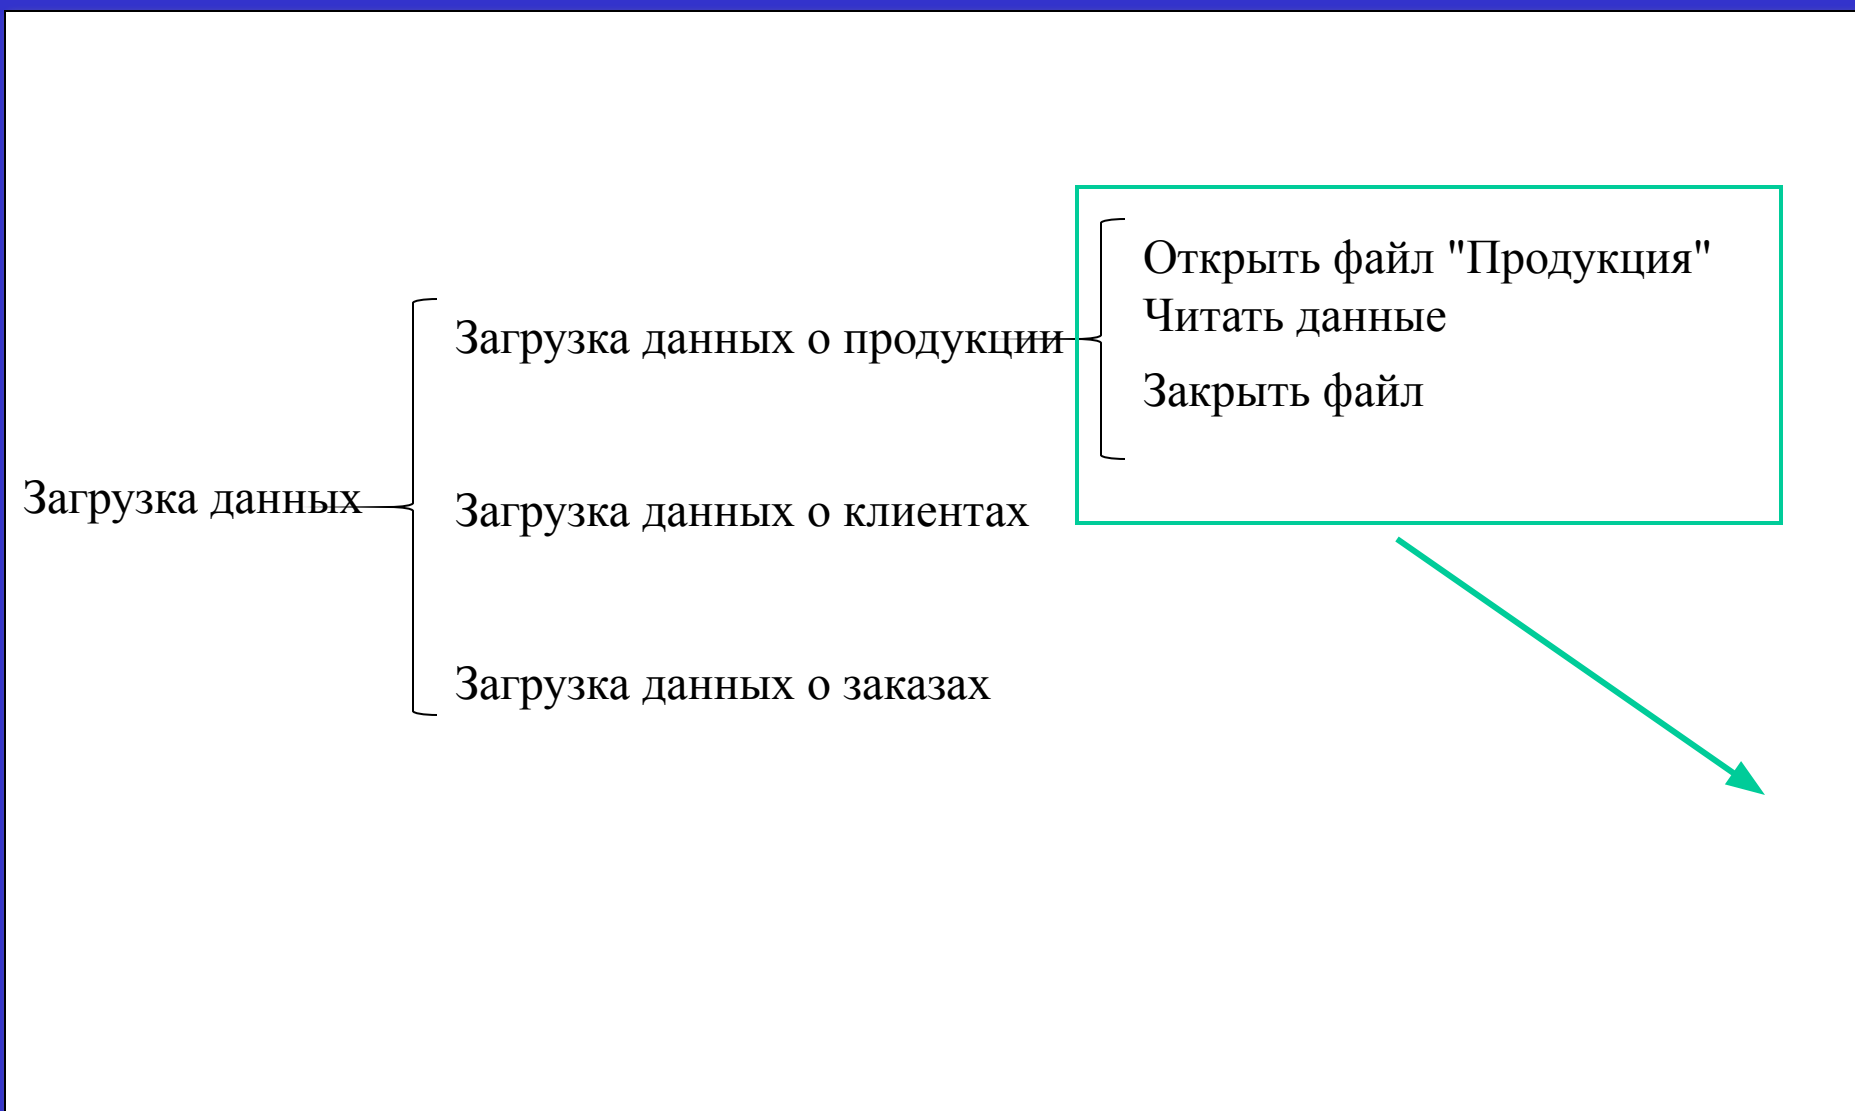 Открыть файл "Продукция"
Читать данные
Загрузка данных о продукции
Закрыть файл
Загрузка данных
Загрузка данных о клиентах
Загрузка данных о заказах